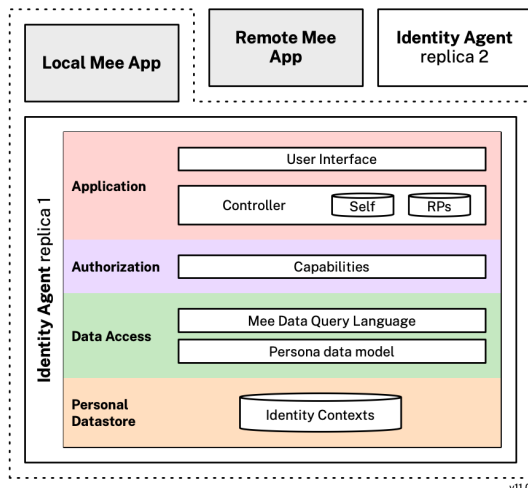 Local Mee App
Remote Mee
App
Identity Agent
replica 2
Identity Agent replica 1
Application
User Interface
Controller
Self
RPs
Authorization
Capabilities
Data Access
Mee Data Query Language
Persona data model
Personal
Datastore
Identity Contexts